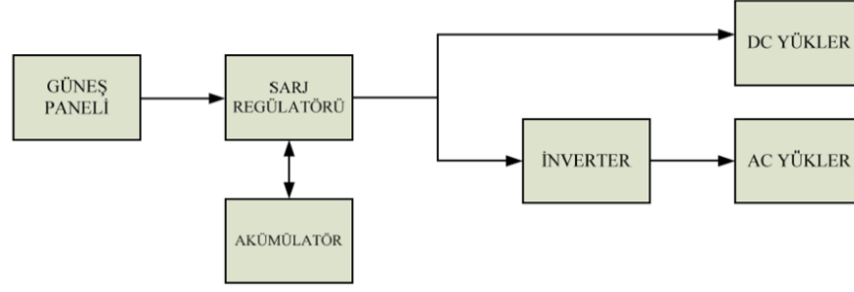 GÜNEŞ
PANELİ
SARJ
REGÜLATÖRÜ
AKÜMÜLATÖR
DC YÜKLER
İNVERTER
AC YÜKLER